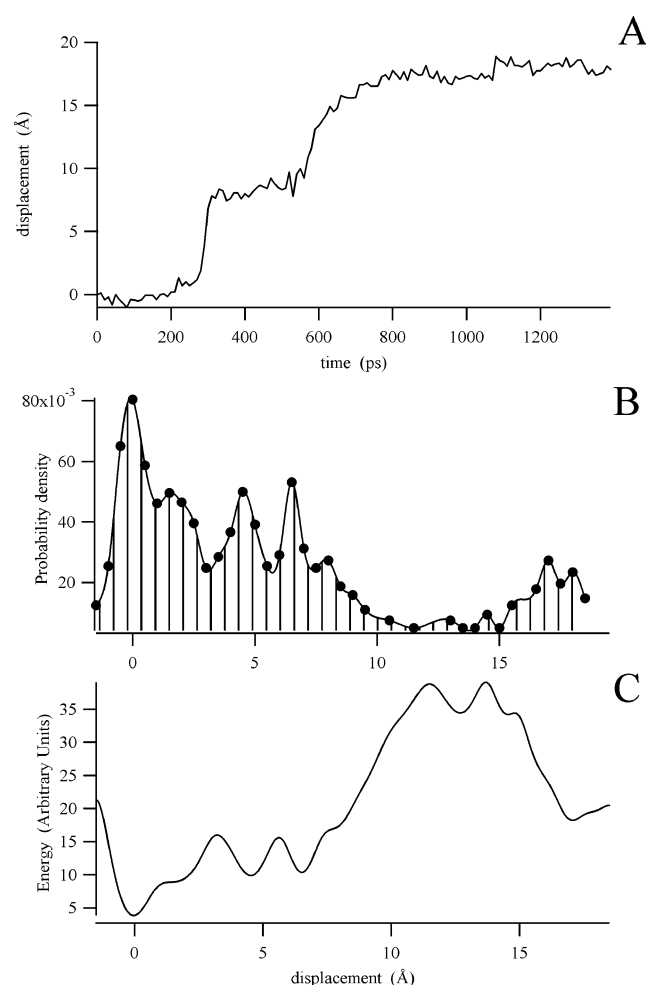 A
20
15
10
5
0
displacement (Å)
0 200 400 600 800 1000 1200
time (ps)
B
80x10-3
60
40
20
Probability density
0 5 10 15
C
35
30
25
20
15
10
5
Energy (Arbitrary Units)
0 5 10 15
displacement (Å)